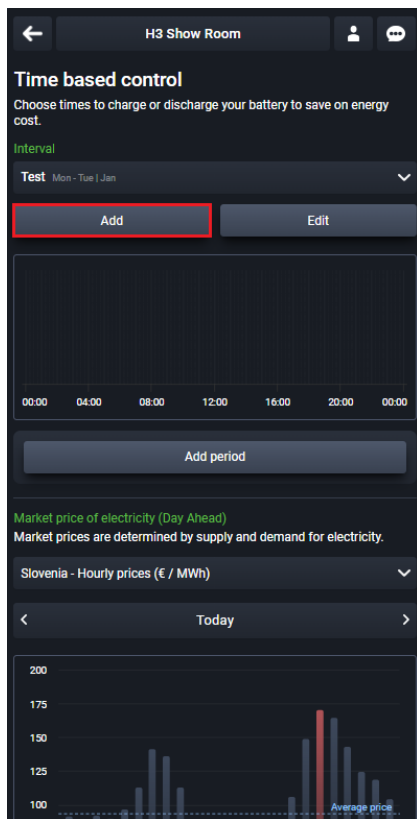 H3 Show Room
Time based control
Choose times to charge or discharge your battery to save on energy
cost.
Interval
Test Mon - Tue | Jan
Add Edit
00:00 04:00 08:00 12:00 16:00 20:00 00:00
Add period
Market price of electricity (Day Ahead)
Market prices are determined by supply and demand for electricity.
Slovenia - Hourly prices (€ / MWh)
Today
200
175
150
125
100
Average price